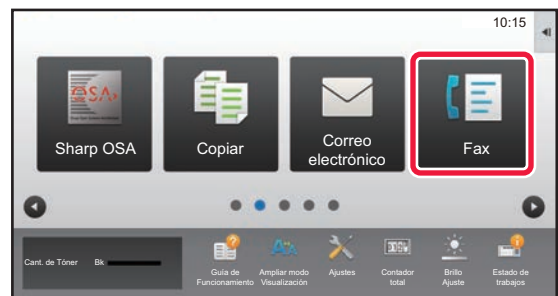 10:15
OSA
Sharp OSA
Copiar
Correo
electrónico
Fax
Cant. de Tóner Bk
Guía de
Funcionamiento
Ampliar modo
Visualización
Ajustes
Contador
total
Brillo
Ajuste
Estado de
trabajos